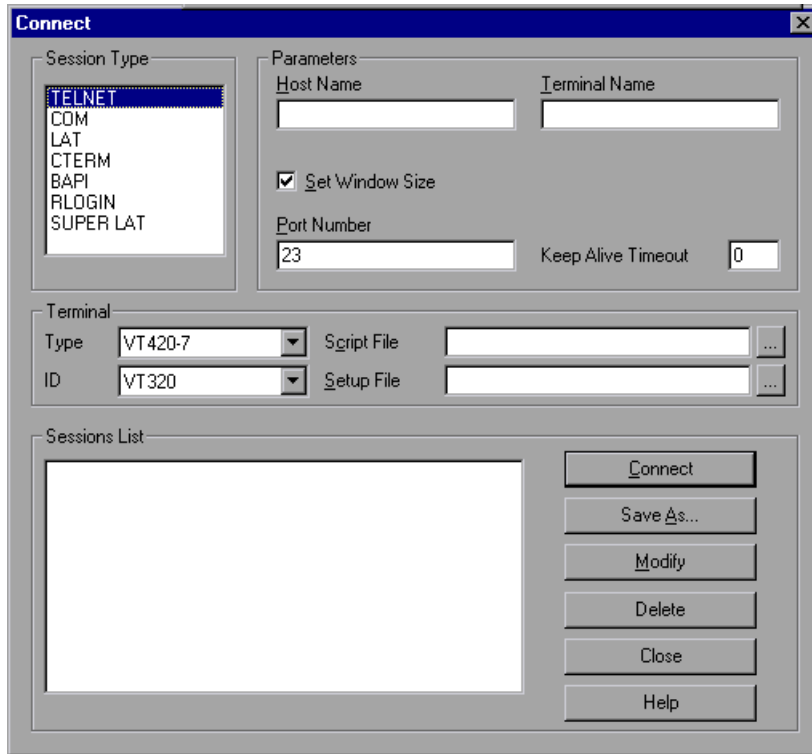 Connect
Session Type
TELNET
COM
LAT
CTERM
BAPI
RLOGIN
SUPER LAT
Parameters
Host Name
Terminal Name
Set Window Size
Port Number
23
Keep Alive Timeout
0
Terminal
Type
VT420-7
Script File
...
ID
VT320
Setup File
...
Sessions List
Connect
Save As...
Modify
Delete
Close
Help